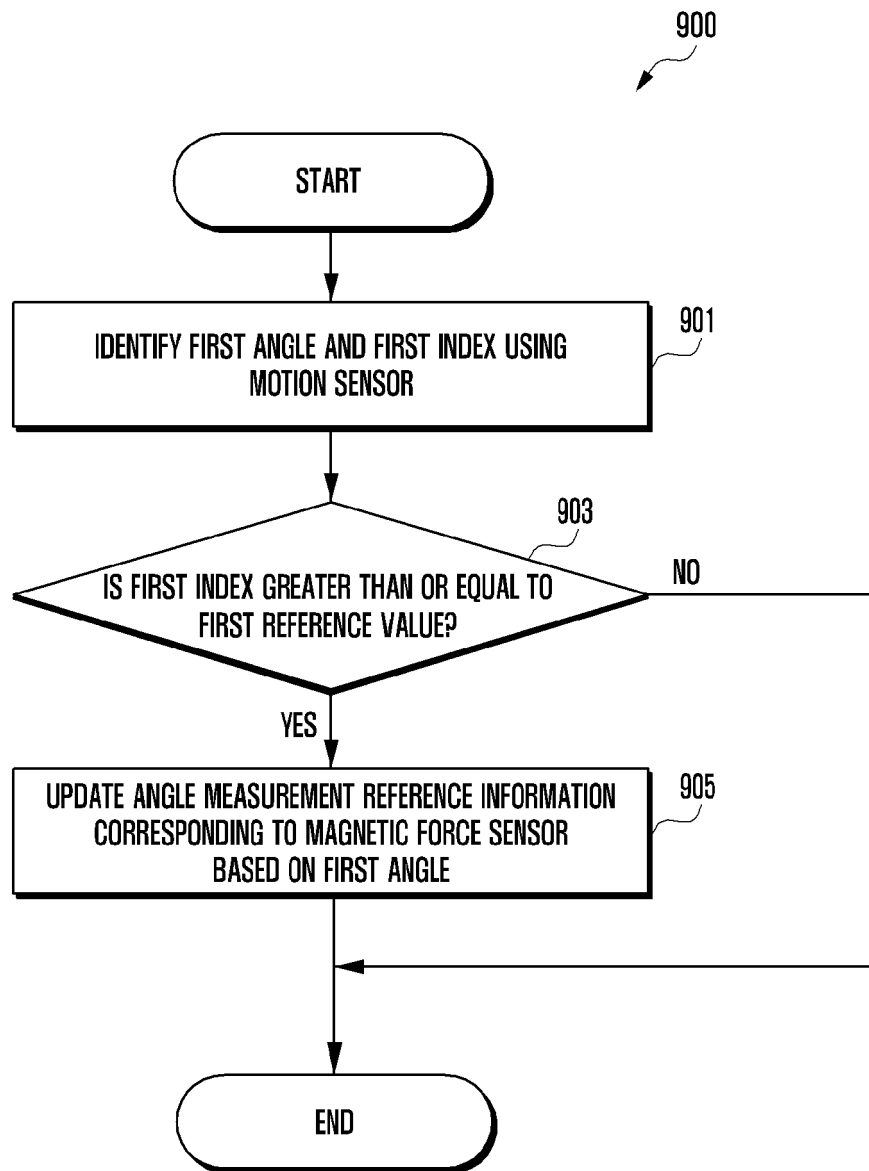 900
START
IDENTIFY FIRST ANGLE AND FIRST INDEX USING
MOTION SENSOR
901
903
IS FIRST INDEX GREATER THAN OR EQUAL TO
FIRST REFERENCE VALUE?
NO
YES
UPDATE ANGLE MEASUREMENT REFERENCE INFORMATION
CORRESPONDING TO MAGNETIC FORCE SENSOR
BASED ON FIRST ANGLE
905
END